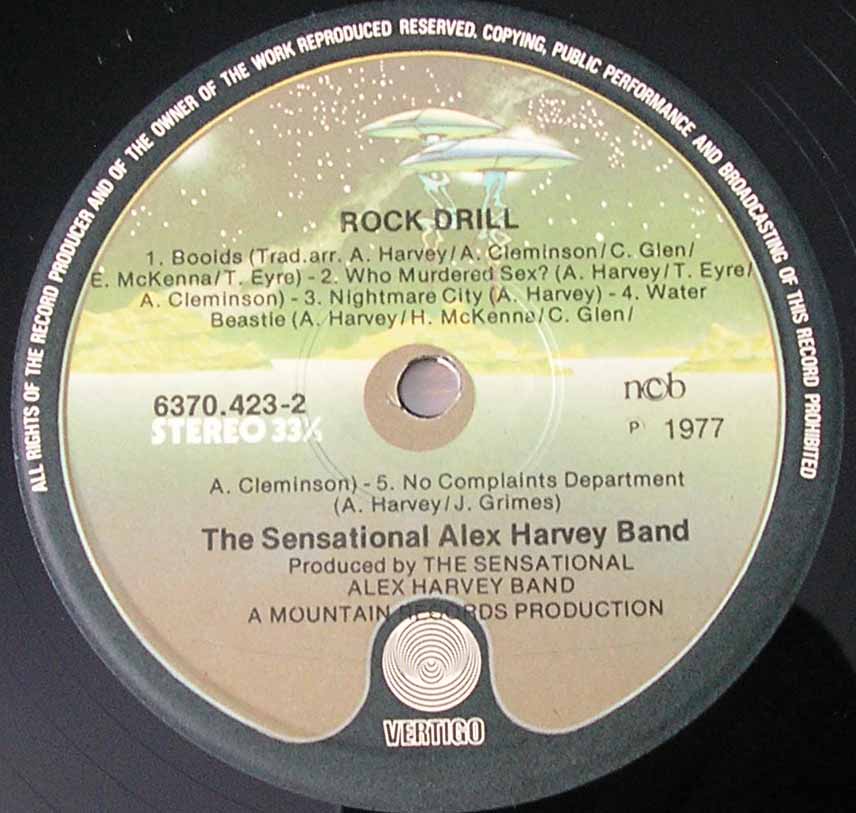 ALL RIGHTS OF THE RECORD PRODUCER AND OF THE OWNER OF THE WORK REPRODUCED RESERVED. COPYING, PUBLIC PERFORMANCE AND BROADCASTING OF THIS RECORD PROHIBITED
ROCK DRILL
1. Booids (Trad.arr. A. Harvey/A. Cleminson/C. Glen/
E. McKenna/T. Eyre) - 2. Who Murdered Sex? (A. Harvey/T. Eyre/
A. Cleminson) - 3. Nightmare City (A. Harvey) - 4. Water
Beastie (A. Harvey/H. McKenna/C. Glen/
6370.423-2
STEREO 33⅓
ncb
P 1977
A. Cleminson) - 5. No Complaints Department
(A. Harvey/J. Grimes)
The Sensational Alex Harvey Band
Produced by THE SENSATIONAL
ALEX HARVEY BAND
A MOUNTAIN RECORDS PRODUCTION
VERTIGO